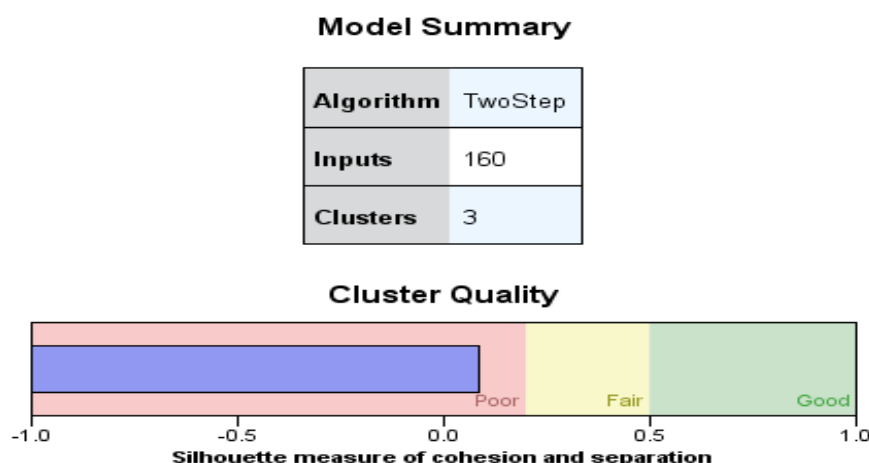 Model Summary
Algorithm TwoStep
Inputs 160
Clusters 3
Cluster Quality
Poor Fair Good
-1.0 -0.5 0.0 0.5 1.0
Silhouette measure of cohesion and separation